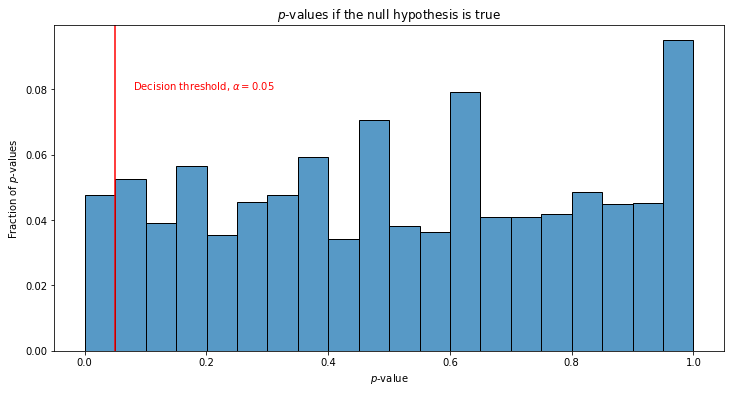 p-values if the null hypothesis is true
Decision threshold, α = 0.05
Fraction of p-values
0.08
0.06
0.04
0.02
0.00
0.0 0.2 0.4 0.6 0.8 1.0
p-value